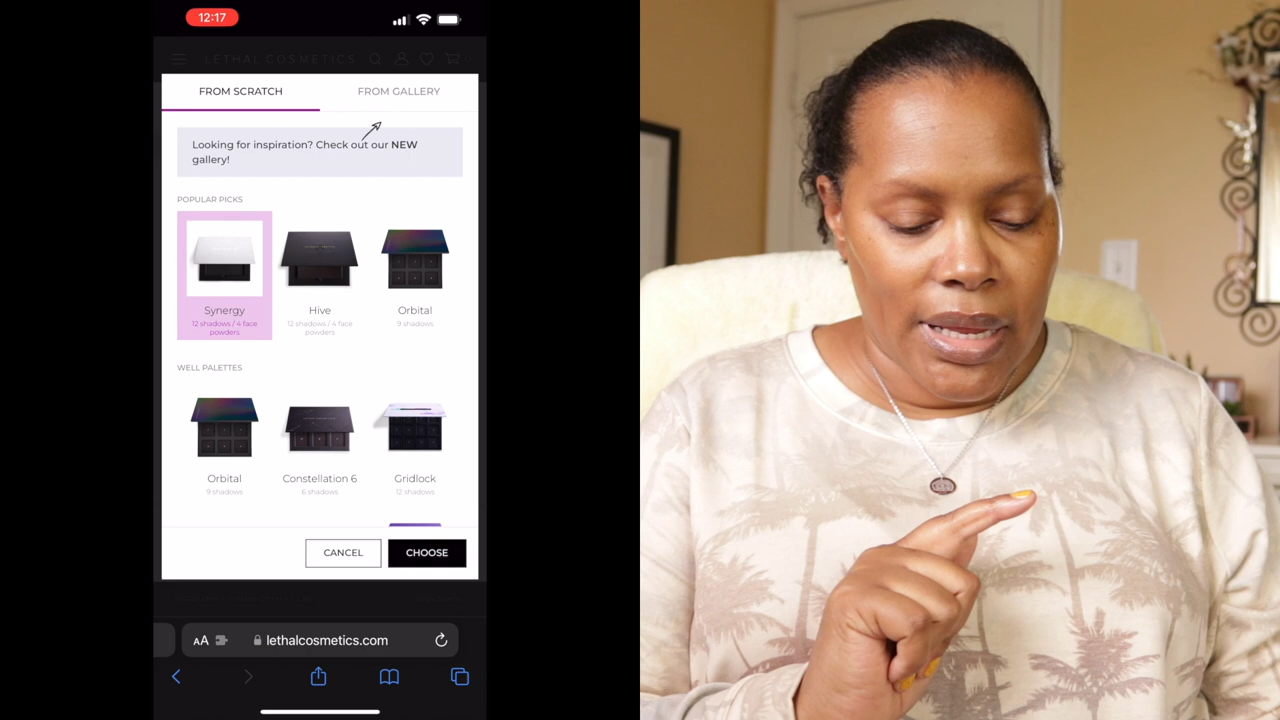 12:17
LETHAL COSMETICS
FROM SCRATCH
FROM GALLERY
Looking for inspiration? Check out our NEW
gallery!
POPULAR PICKS
Synergy
12 shadows / 4 face
powders
Hive
12 shadows / 4 face
powders
Orbital
9 shadows
WELL PALETTES
Orbital
9 shadows
Constellation 6
6 shadows
Gridlock
12 shadows
CANCEL
CHOOSE
AA
lethalcosmetics.com